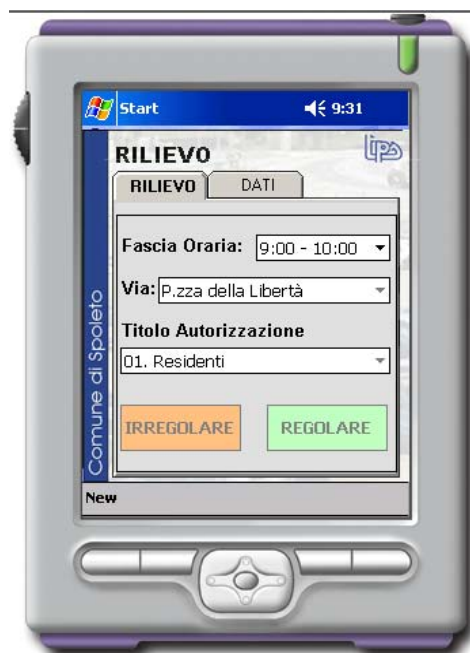 Start 9:31
RILIEVO lips
RILIEVO DATI
Fascia Oraria: 9:00 - 10:00
Via: P.zza della Libertà
Titolo Autorizzazione
01. Residenti
IRREGOLARE REGOLARE
Comune di Spoleto
New